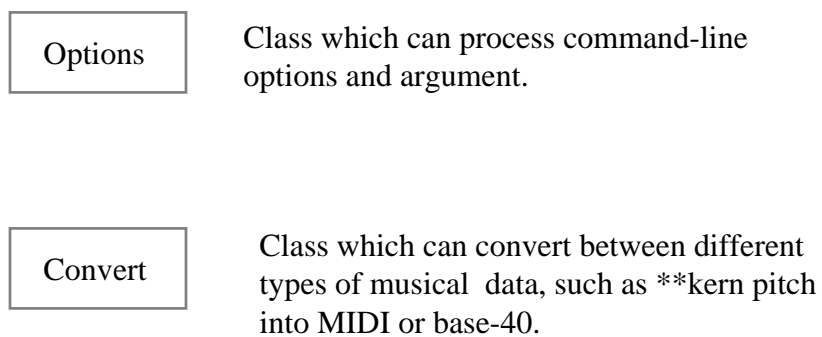 Options
Class which can process command-line
options and argument.
Convert
Class which can convert between different
types of musical data, such as **kern pitch
into MIDI or base-40.